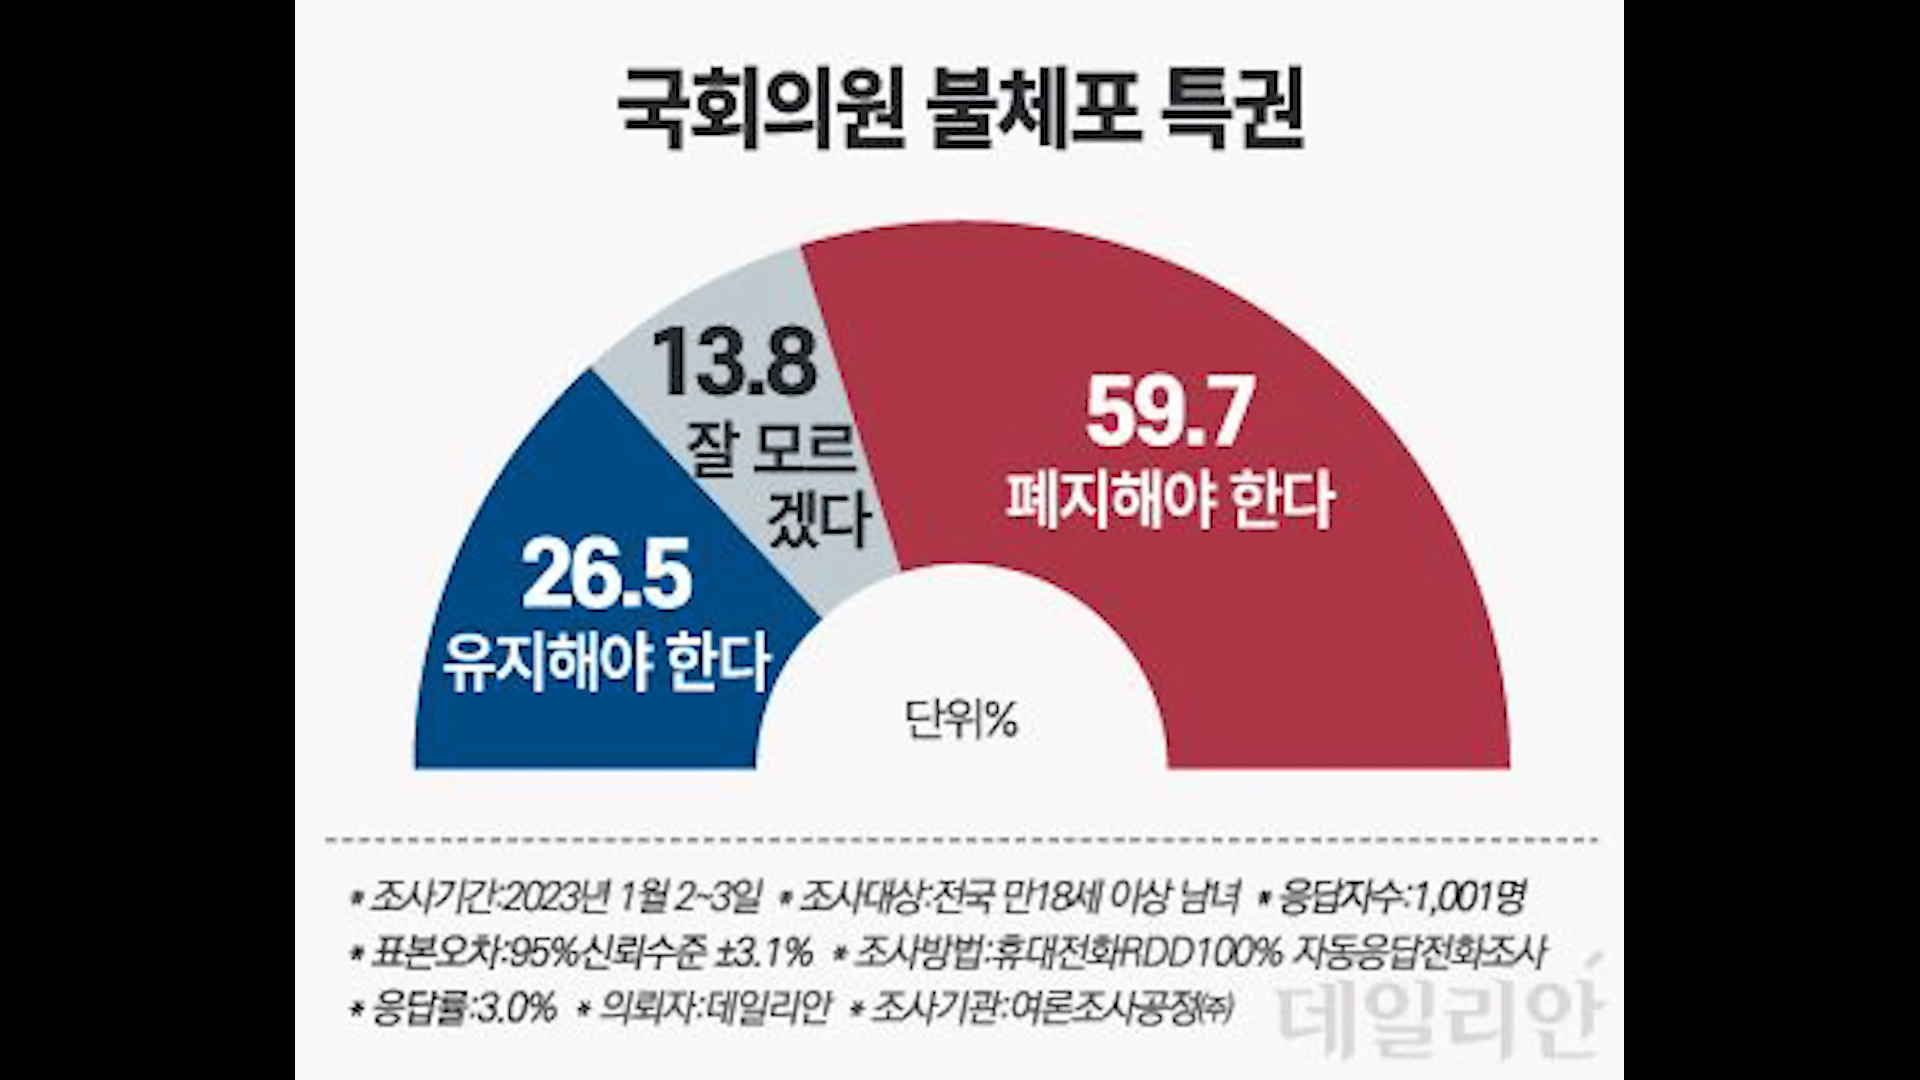 국회의원 불체포 특권
13.8
잘 모르
겠다
59.7
폐지해야 한다
26.5
유지해야 한다
단위%
* 조사기간:2023년 1월 2~3일 * 조사대상:전국 만18세 이상 남녀 * 응답자수:1,001명
* 표본오차:95%신뢰수준 ±3.1% * 조사방법:휴대전화RDD100% 자동응답전화조사
* 응답률:3.0% * 의뢰자:데일리안 * 조사기관:여론조사공정㈜
데일리안